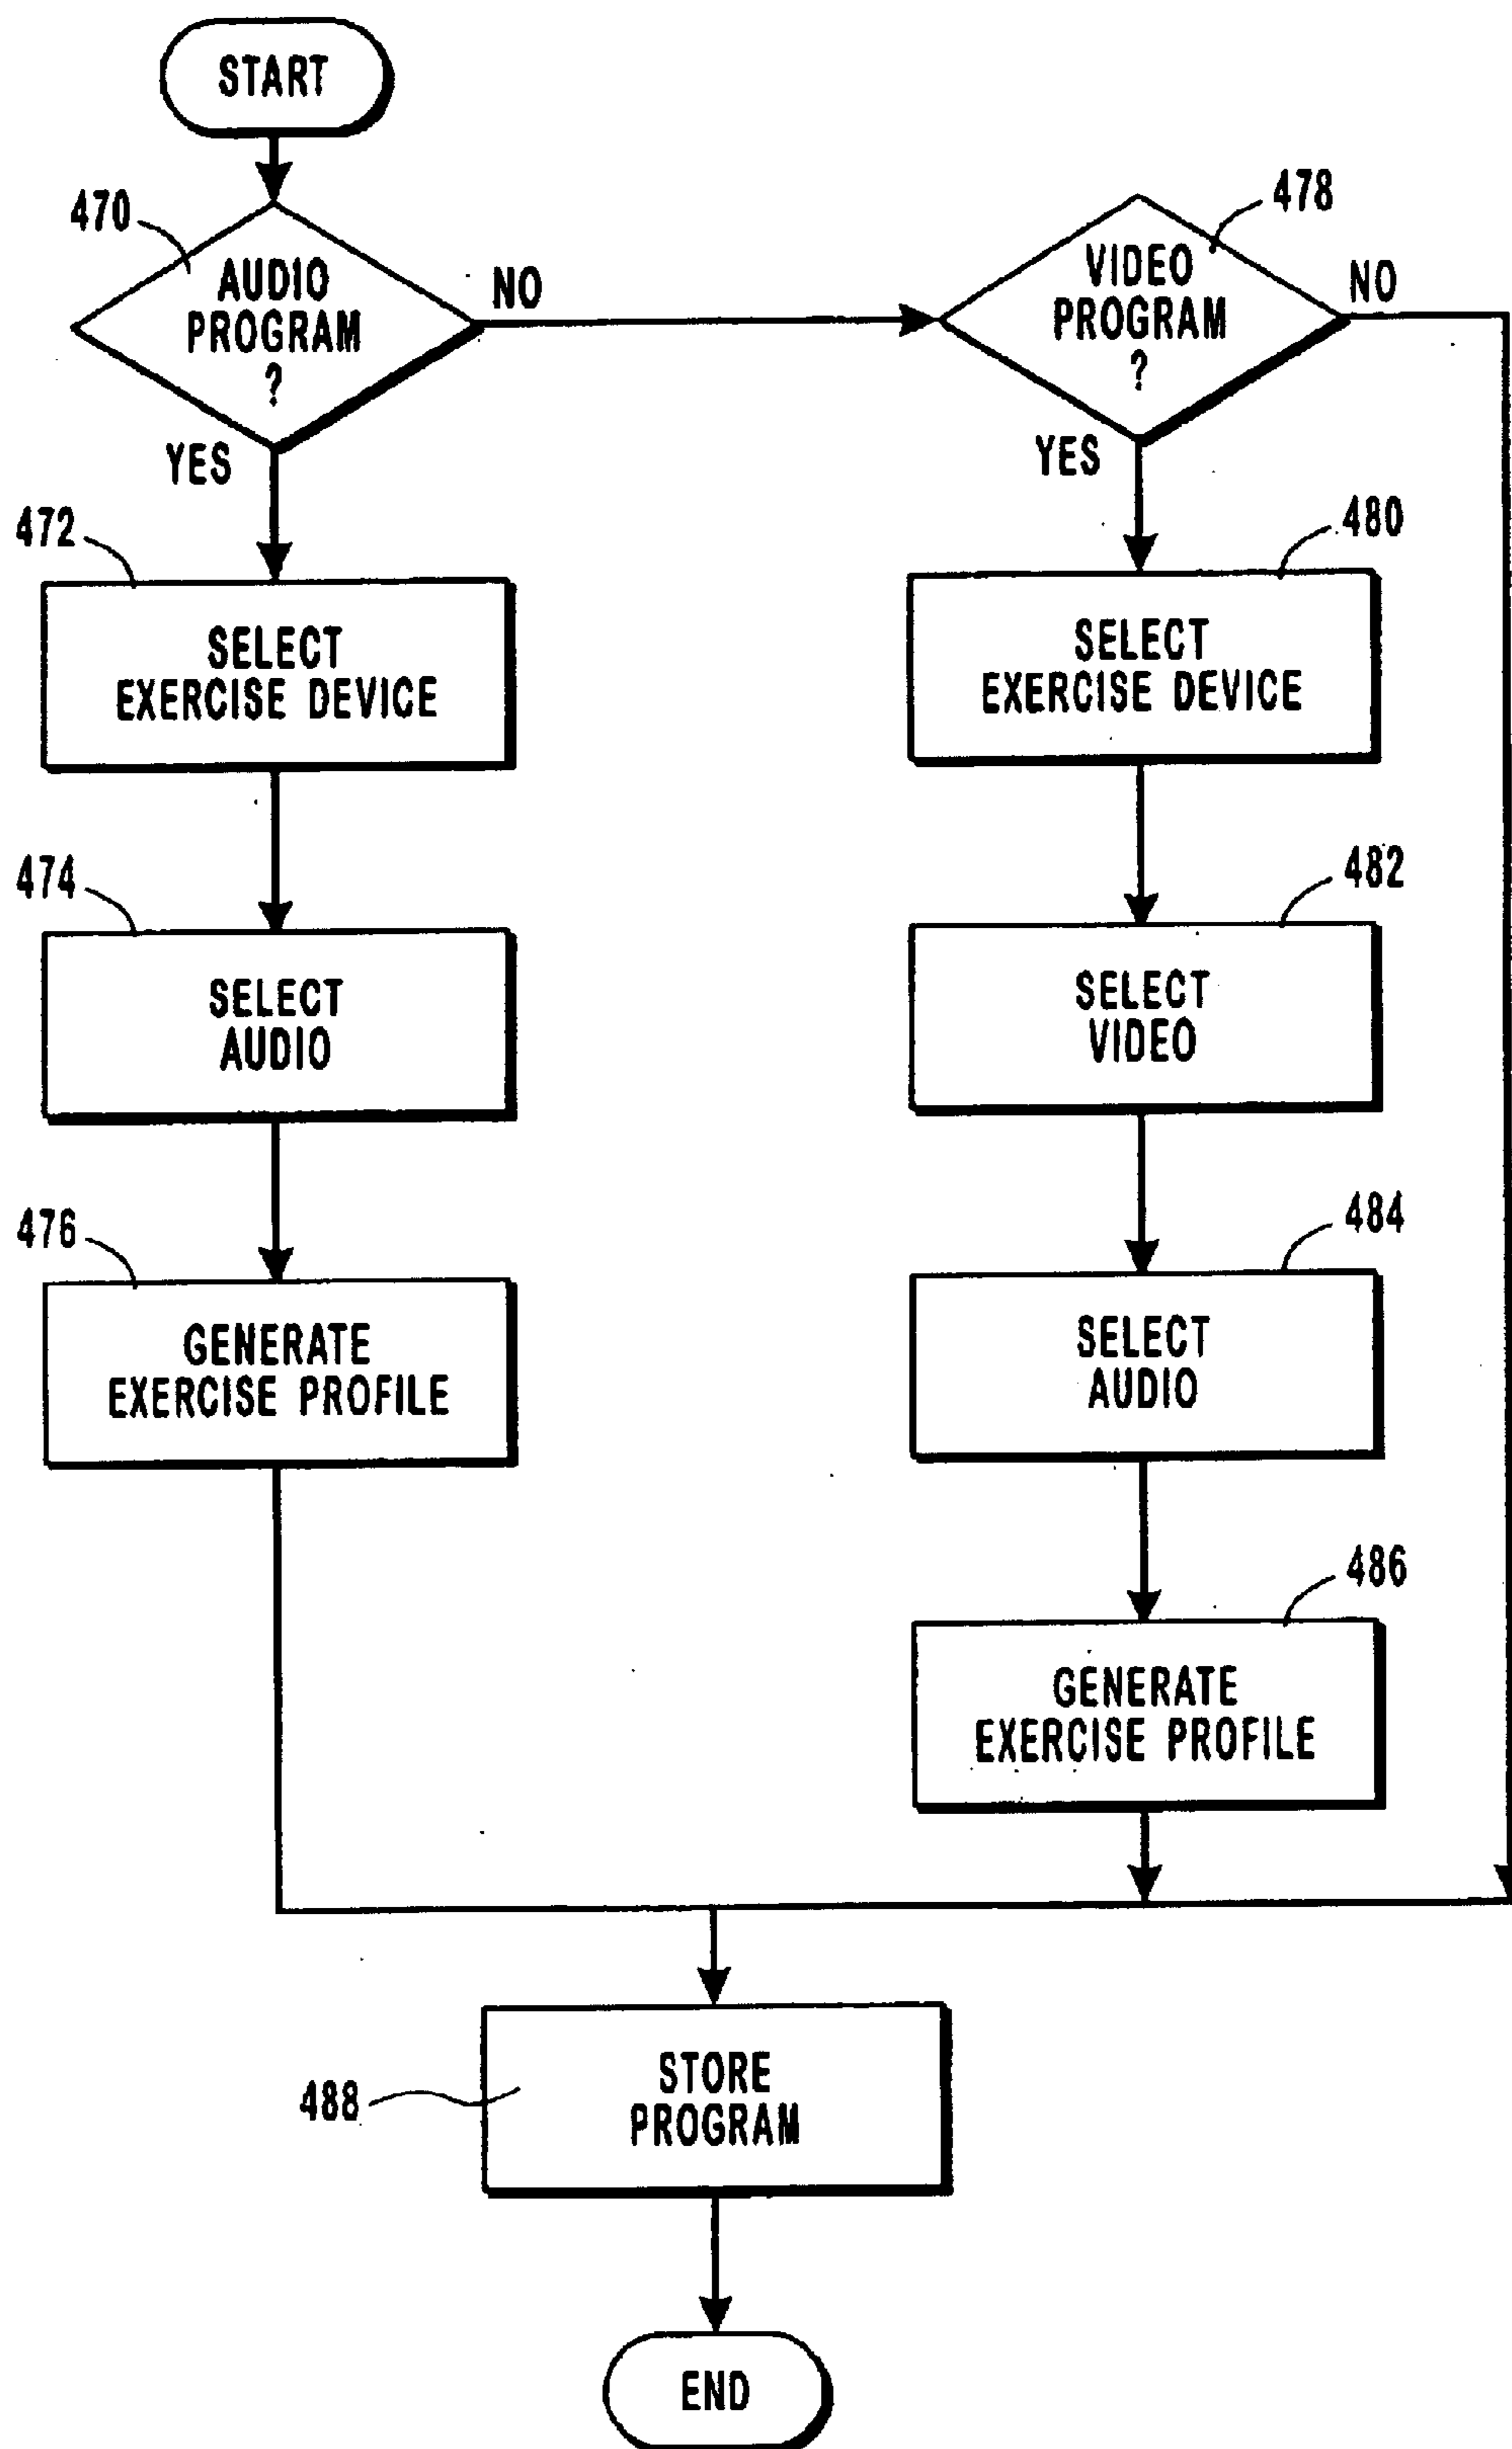 START
470
AUDIO
PROGRAM
?
NO
YES
478
VIDEO
PROGRAM
?
NO
YES
472
SELECT
EXERCISE DEVICE
480
SELECT
EXERCISE DEVICE
474
SELECT
AUDIO
482
SELECT
VIDEO
476
GENERATE
EXERCISE PROFILE
484
SELECT
AUDIO
486
GENERATE
EXERCISE PROFILE
488
STORE
PROGRAM
END